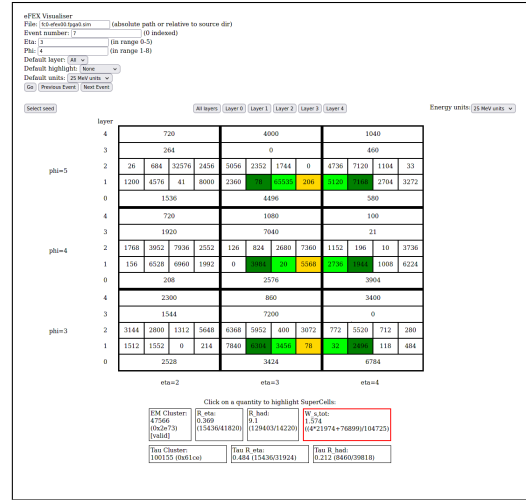 eFEX Visualiser
File: fc0-efex00.fpga0.sim (absolute path or relative to source dir)
Event number: 7 (0 indexed)
Eta: 3 (in range 0-5)
Phi: 4 (in range 1-8)
Default layer: All
Default highlight: None
Default units: 25 MeV units
Go Previous Event Next Event
Select seed All layers Layer 0 Layer 1 Layer 2 Layer 3 Layer 4 Energy units: 25 MeV units
layer
4 720 4000 1040
3 264 0 460
phi=5 2 26 684 32576 2456 5056 2352 1744 0 4736 7120 1104 33
1 1200 4576 41 8000 2360 78 65535 206 5120 7168 2704 3272
0 1536 4496 580
4 720 1080 100
3 1920 7040 21
phi=4 2 1768 3952 7936 2552 126 824 2680 7360 1152 196 10 3736
1 156 6528 6960 1992 0 20 5568 2736 1944 1008 6224
0 208 2576 3904
4 2300 860 3400
3 1544 7200 0
phi=3 2 3144 2800 1312 5648 6368 5952 400 3072 772 5520 712 280
1 1512 1552 0 214 7840 6304 3456 78 32 2496 118 484
0 2528 3424 6784
eta=2 eta=3 eta=4
Click on a quantity to highlight SuperCells:
EM Cluster: R_eta: R_had: W_s,tot:
47566 0.369 9.1 1.574
(0x2e73) (15436/41820) (129403/14220) ((4*21974+76899)/104725)
[valid]
Tau Cluster: Tau R_eta: Tau R_had:
100155 (0x61ce) 0.484 (15436/31924) 0.212 (8460/39818)